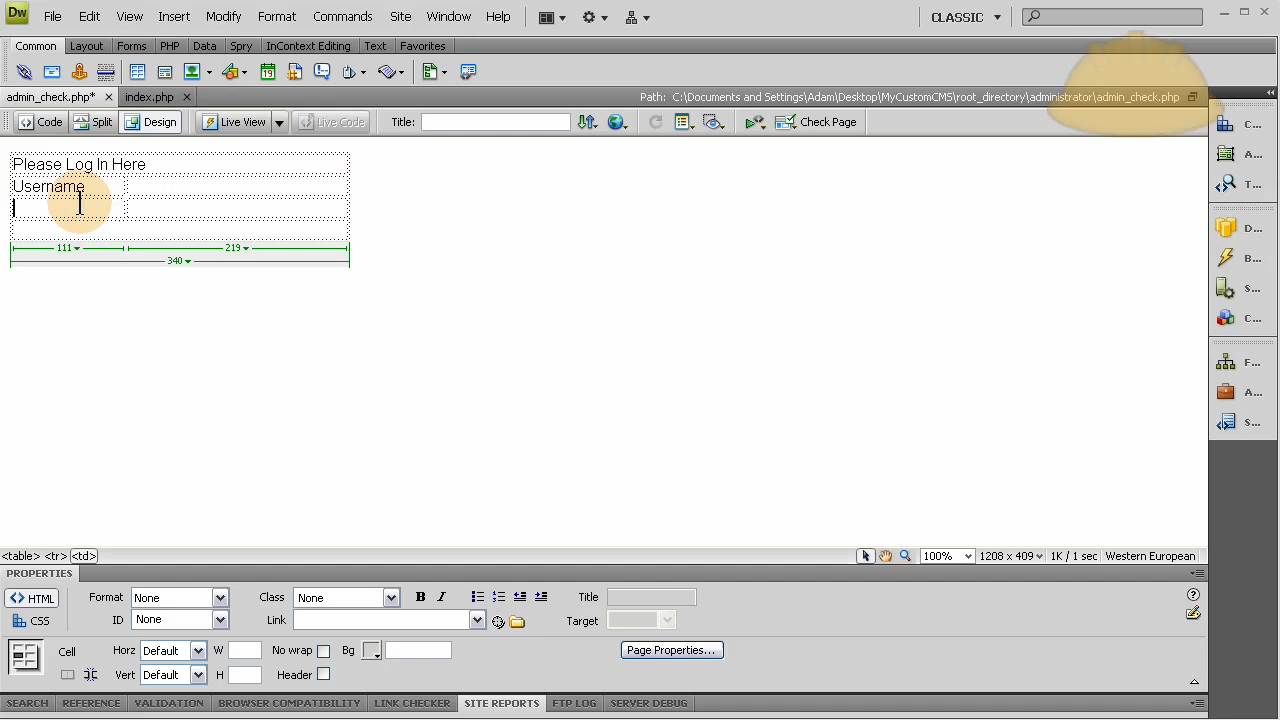 Dw File Edit View Insert Modify Format Commands Site Window Help CLASSIC
Common Layout Forms PHP Data Spry InContext Editing Text Favorites
19
admin_check.php* index.php Path: C:\Documents and Settings\Adam\Desktop\MyCustomCMS\root_directory\administrator\admin_check.php
Code Split Design Live View Live Code Title: Check Page
Please Log In Here
Username
111 219
340
C...
A...
T...
D...
B...
S...
C...
F...
A...
S...
<table> <tr> <td> 100% 1208 x 409 1K / 1 sec Western European
PROPERTIES
<> HTML Format None Class None B I Title
CSS ID None Link Target
Cell Horz Default W No wrap Bg Page Properties...
Vert Default H Header
SEARCH REFERENCE VALIDATION BROWSER COMPATIBILITY LINK CHECKER SITE REPORTS FTP LOG SERVER DEBUG